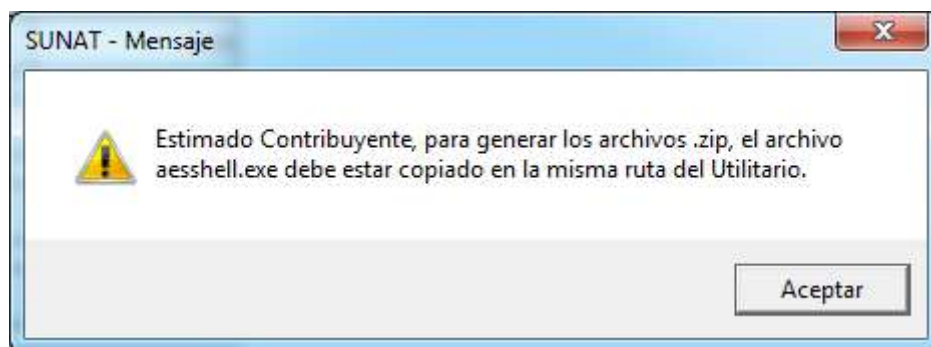 SUNAT - Mensaje
Estimado Contribuyente, para generar los archivos .zip, el archivo
aesshell.exe debe estar copiado en la misma ruta del Utilitario.
Aceptar